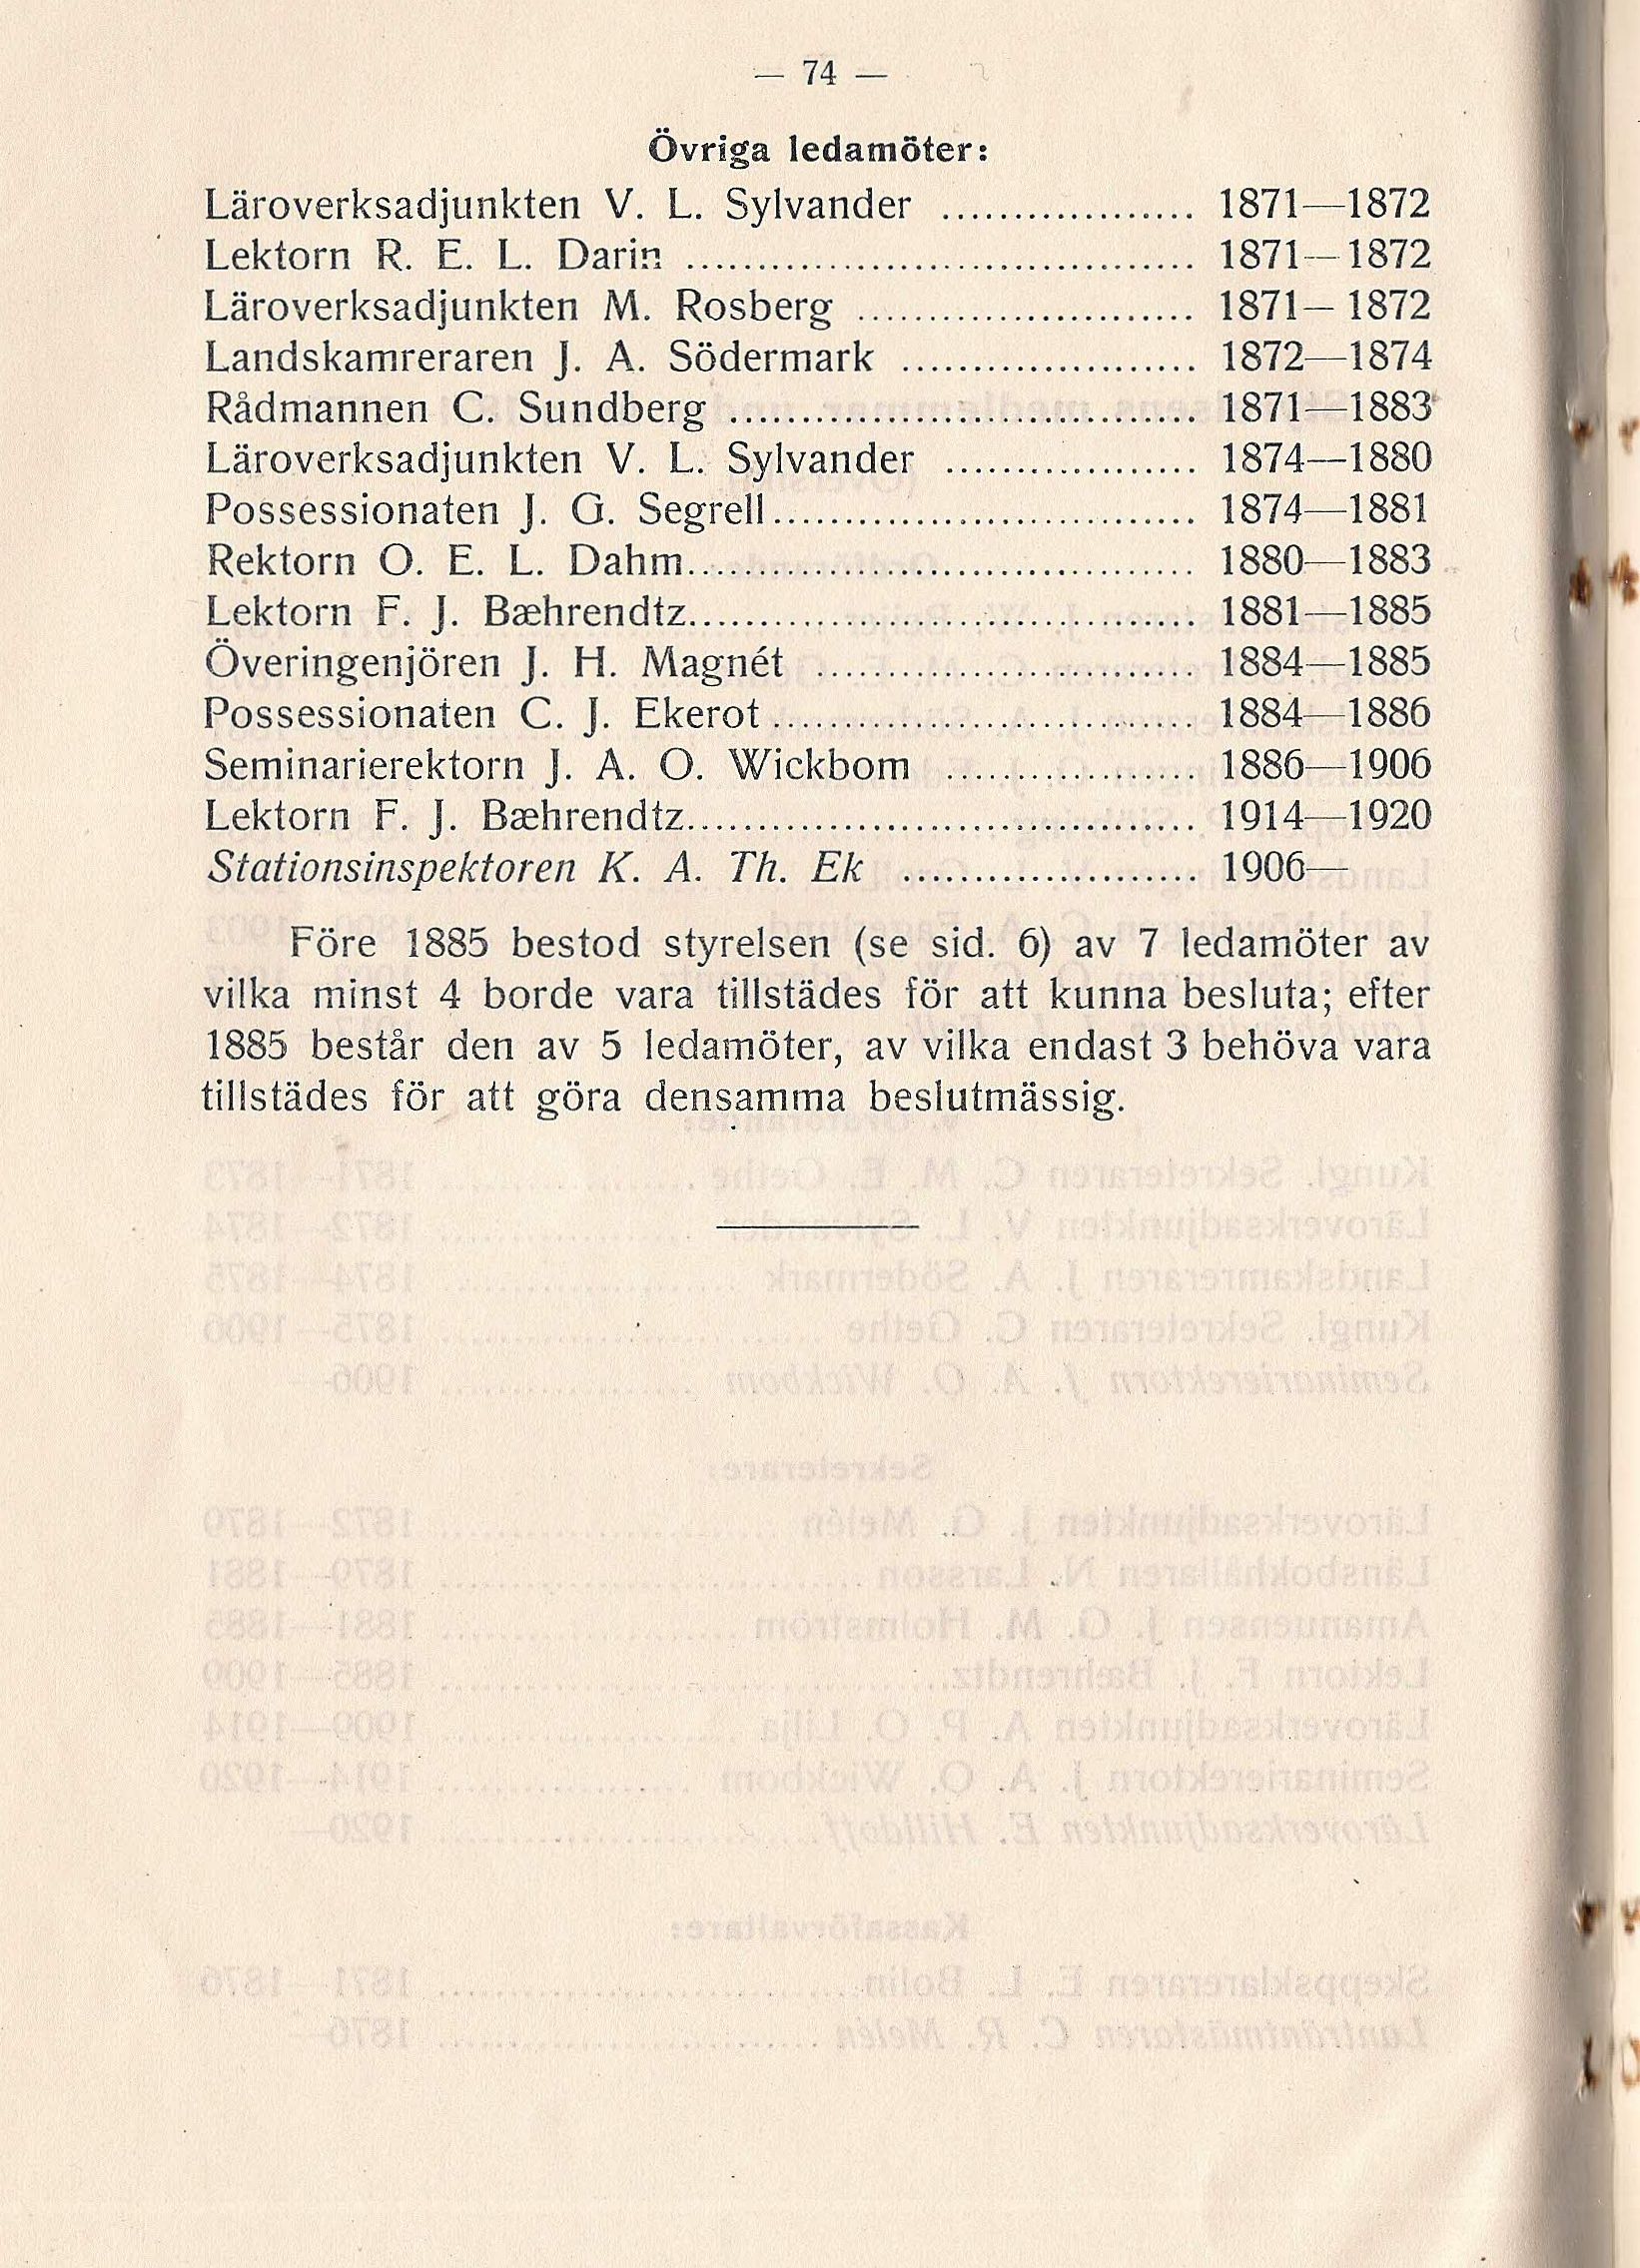 — 74 —
Övriga ledamöter:
Läroverksadjunkten V. L. Sylvander .................. 1871—1872
Lektorn R. E. L. Darin .................................... 1871—1872
Läroverksadjunkten M. Rosberg ........................ 1871—1872
Landskamreraren J. A. Södermark ..................... 1872—1874
Rådmannen C. Sundberg ................................. 1871—1883
Läroverksadjunkten V. L. Sylvander .................. 1874—1880
Possessionaten J. G. Segrell.............................. 1874—1881
Rektorn O. E. L. Dahm.................................... 1880—1883
Lektorn F. J. Bæhrendtz.................................... 1881—1885
Överingenjören J. H. Magnét ........................... 1884—1885
Possessionaten C. J. Ekerot .............................. 1884—1886
Seminarierektorn J. A. O. Wickbom .................. 1886—1906
Lektorn F. J. Bæhrendtz.................................... 1914—1920
Stationsinspektoren K. A. Th. Ek ..................... 1906—
Före 1885 bestod styrelsen (se sid. 6) av 7 ledamöter av
vilka minst 4 borde vara tillstädes för att kunna besluta; efter
1885 består den av 5 ledamöter, av vilka endast 3 behöva vara
tillstädes för att göra densamma beslutmässig.